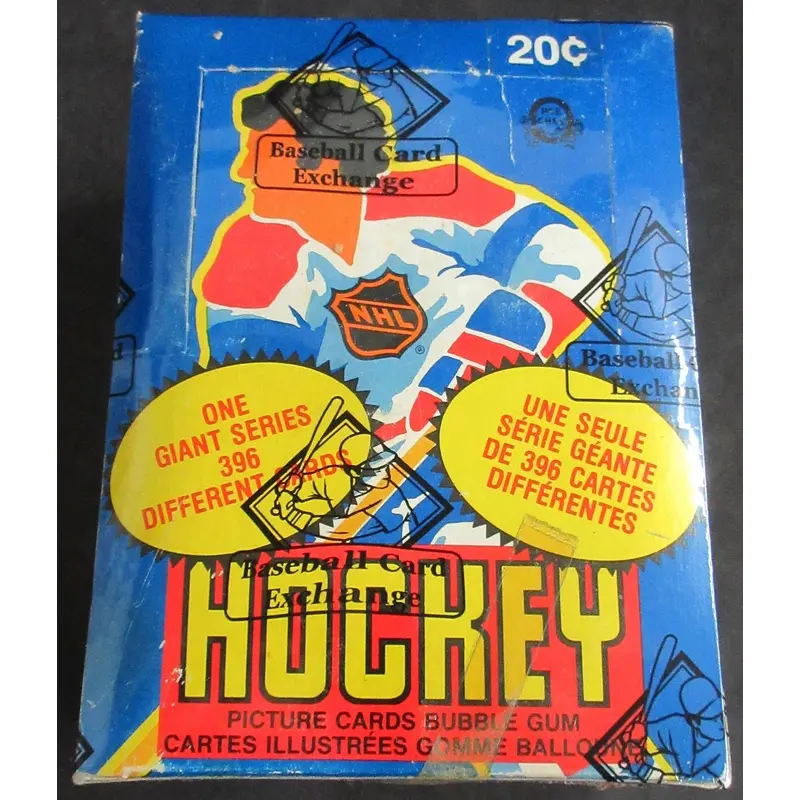 20¢
Baseball Card
Exchange
NHL
®
Baseball
Exchan
d
ONE
GIANT SERIES
396
DIFFERENT CARDS
UNE SEULE
SÉRIE GÉANTE
DE 396 CARTES
DIFFÉRENTES
Baseball Card
Exchange
HOCKEY
PICTURE CARDS BUBBLE GUM
CARTES ILLUSTRÉES GOMME BALLOUNE